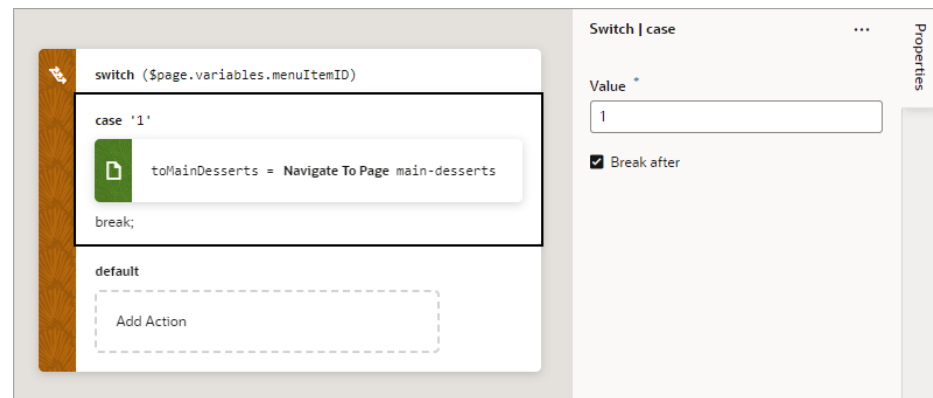 switch ($page.variables.menuItemID)
case '1'
toMainDesserts = Navigate To Page main-desserts
break;
default
Add Action
Switch | case
...
Value *
1
Break after
Properties